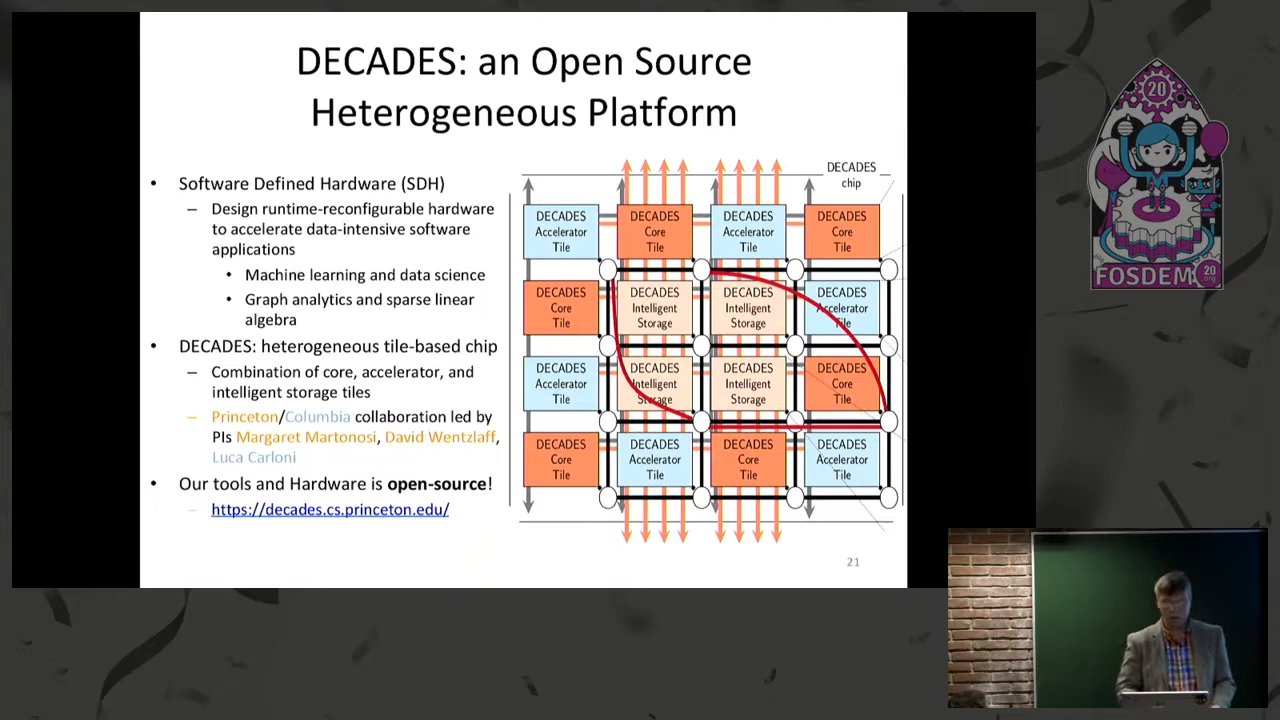 DECADES: an Open Source
Heterogeneous Platform
• Software Defined Hardware (SDH)
– Design runtime-reconfigurable hardware
to accelerate data-intensive software
applications
• Machine learning and data science
• Graph analytics and sparse linear
algebra
• DECADES: heterogeneous tile-based chip
– Combination of core, accelerator, and
intelligent storage tiles
– Princeton/Columbia collaboration led by
PIs Margaret Martonosi, David Wentzlaff,
Luca Carloni
• Our tools and Hardware is open-source!
– https://decades.cs.princeton.edu/
DECADES
chip
DECADES
Accelerator
Tile
DECADES
Core
Tile
DECADES
Accelerator
Tile
DECADES
Core
Tile
DECADES
Core
Tile
DECADES
Intelligent
Storage
DECADES
Intelligent
Storage
DECADES
Accelerator
Tile
DECADES
Accelerator
Tile
DECADES
Intelligent
Storage
DECADES
Intelligent
Storage
DECADES
Core
Tile
DECADES
Core
Tile
DECADES
Accelerator
Tile
DECADES
Core
Tile
DECADES
Accelerator
Tile
21
20
FOSDEM
20
.org